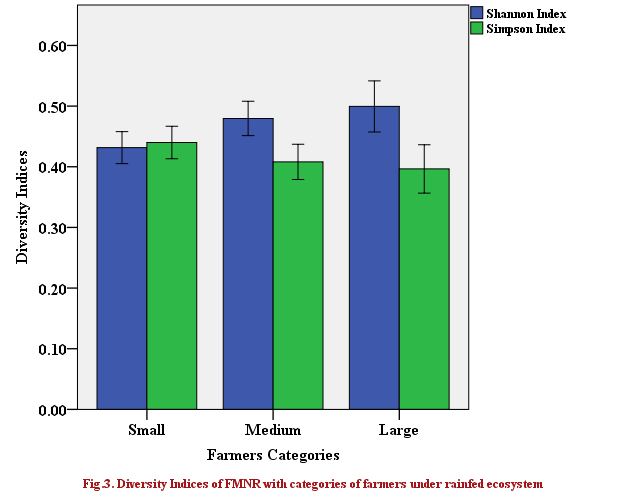 Shannon Index
Simpson Index
0.60
0.50
0.40
0.30
0.20
0.10
0.00
Diversity Indices
Small Medium Large
Farmers Categories
Fig.3. Diversity Indices of FMNR with categories of farmers under rainfed ecosystem